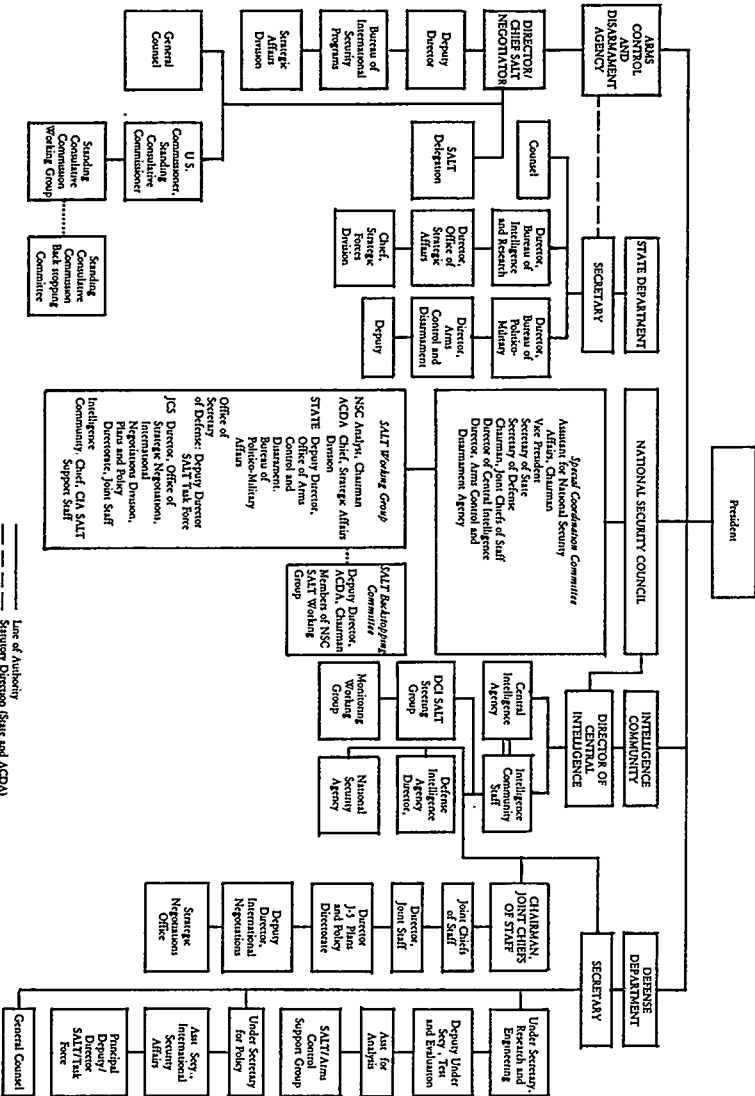 President
ARMS
CONTROL
AND
DISARMAMENT
AGENCY
DIRECTOR/
CHIEF SALT
NEGOTIATOR
Deputy
Director
Bureau of
International
Security
Programs
Strategic
Affairs
Division
General
Counsel
SALT
Delegation
U.S.
Commissioner,
Standing
Consulative
Commissioner
Standing
Consulative
Commission
Working Group
Standing
Consulative
Commission
Back stopping
Committee
STATE DEPARTMENT
SECRETARY
Counsel
Director,
Bureau of
Intelligence
and Research
Director,
Office of
Strategic
Affairs
Chief,
Strategic
Forces
Division
Director,
Bureau of
Politico-
Military
Director,
Arms
Control and
Disarmament
Deputy
NATIONAL SECURITY COUNCIL
Special Coordination Committee
Assistant for National Security
Affairs, Chairman
Vice President
Secretary of State
Secretary of Defense
Chairman, Joint Chiefs of Staff
Director of Central Intelligence
Director, Arms Control and
Disarmament Agency
SALT Working Group
NSC Analyst, Chairman
ACDA Chief, Strategic Affairs
Division
STATE Deputy Director,
Office of Arms
Control and
Disarament.
Bureau of
Politico-Military
Affairs
Office of
Secretary
of Defense: Deputy Director
SALT Task Force
JCS Director, Office of
Strategic Negotiations,
International
Negotiations Division,
Plans and Policy
Directorate, Joint Staff
Intelligence
Community, Chief, CIA SALT
Support Staff
SALT Backstopping
Committee
Deputy Director,
ACDA, Chairman
Members of NSC
SALT Working
Group
INTELLIGENCE
COMMUNITY
DIRECTOR OF
CENTRAL
INTELLIGENCE
Central
Intelligence
Agency
Intelligence
Community
Staff
DCI SALT
Steering
Group
Monitoring
Working
Group
Defense
Intelligence
Agency
Director,
National
Security
Agency
DEFENSE
DEPARTMENT
SECRETARY
CHAIRMAN,
JOINT CHIEFS
OF STAFF
Joint Chiefs
of Staff
Director,
Joint Staff
Director
J-5 Plans
and Policy
Directorate
Deputy
Director,
International
Negotiations
Strategic
Negotiations
Office
Under Secretary,
Research and
Engineering
Deputy Under
Secy, Test
and Evaluation
Asst for
Analysis
SALT/Arms
Control
Support Group
Under Secretary
for Policy
Asst Secy.,
International
Security
Affairs
Principal
Deputy/
Director
SALT/Task
Force
General Counsel
Line of Authority
Statutory Direction (State and ACDA)